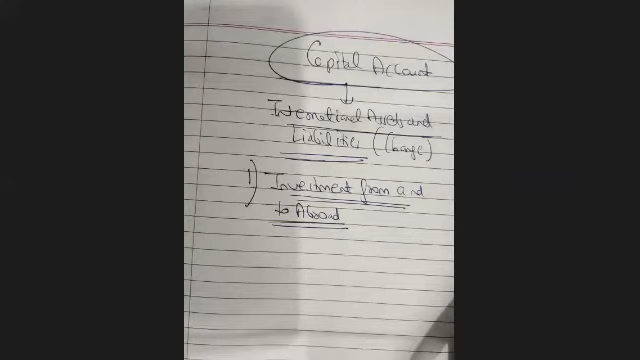 Capital Account
↓
International Assets and
Liabilities (Change)
1) Investment from and
to Abroad